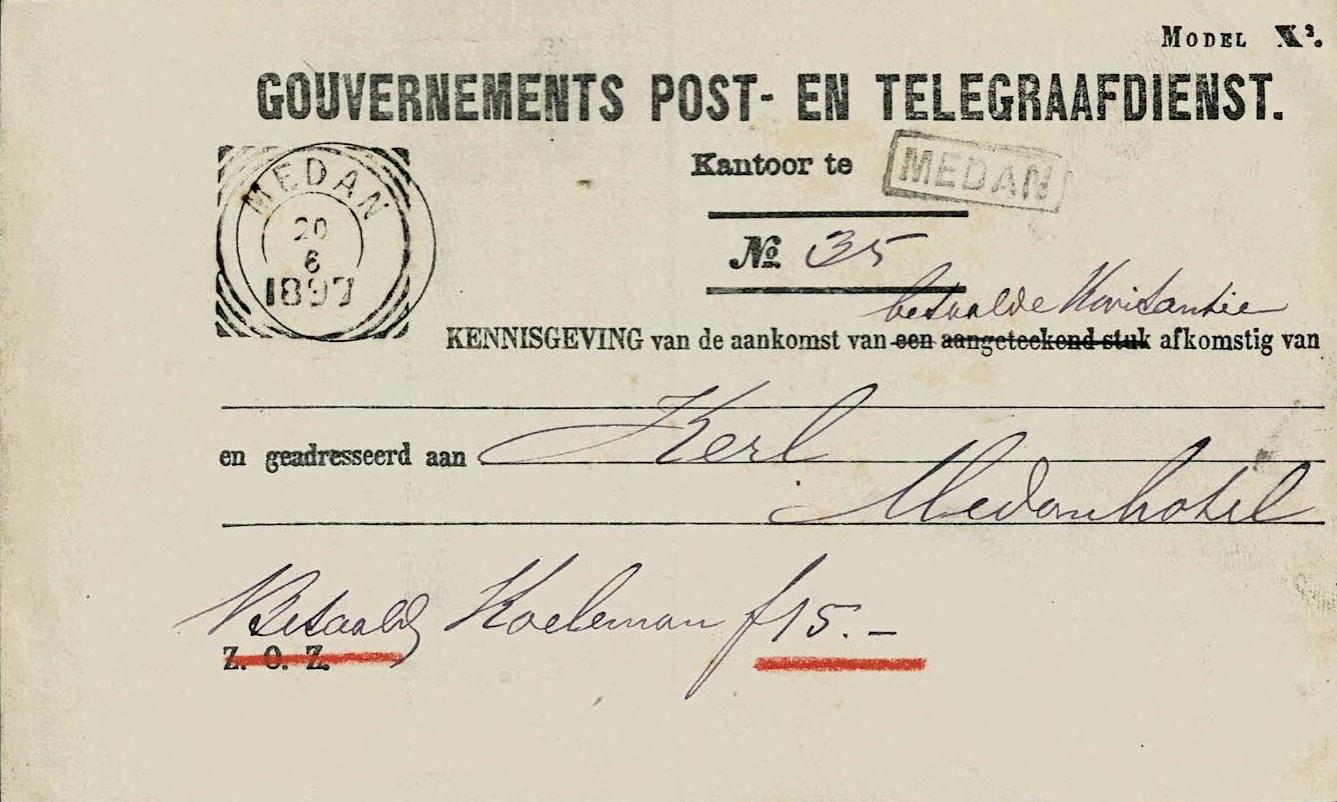 MODEL X².
GOUVERNEMENTS POST- EN TELEGRAAFDIENST.
Kantoor te MEDAN
MEDAN
20
6
1897
№ 35
betaalde Kwitantie
KENNISGEVING van de aankomst van een aangeteekend stuk afkomstig van
en geadresseerd aan Kerl
Medanhotel
Betaald Koeleman f 15.–
Z. O. Z.